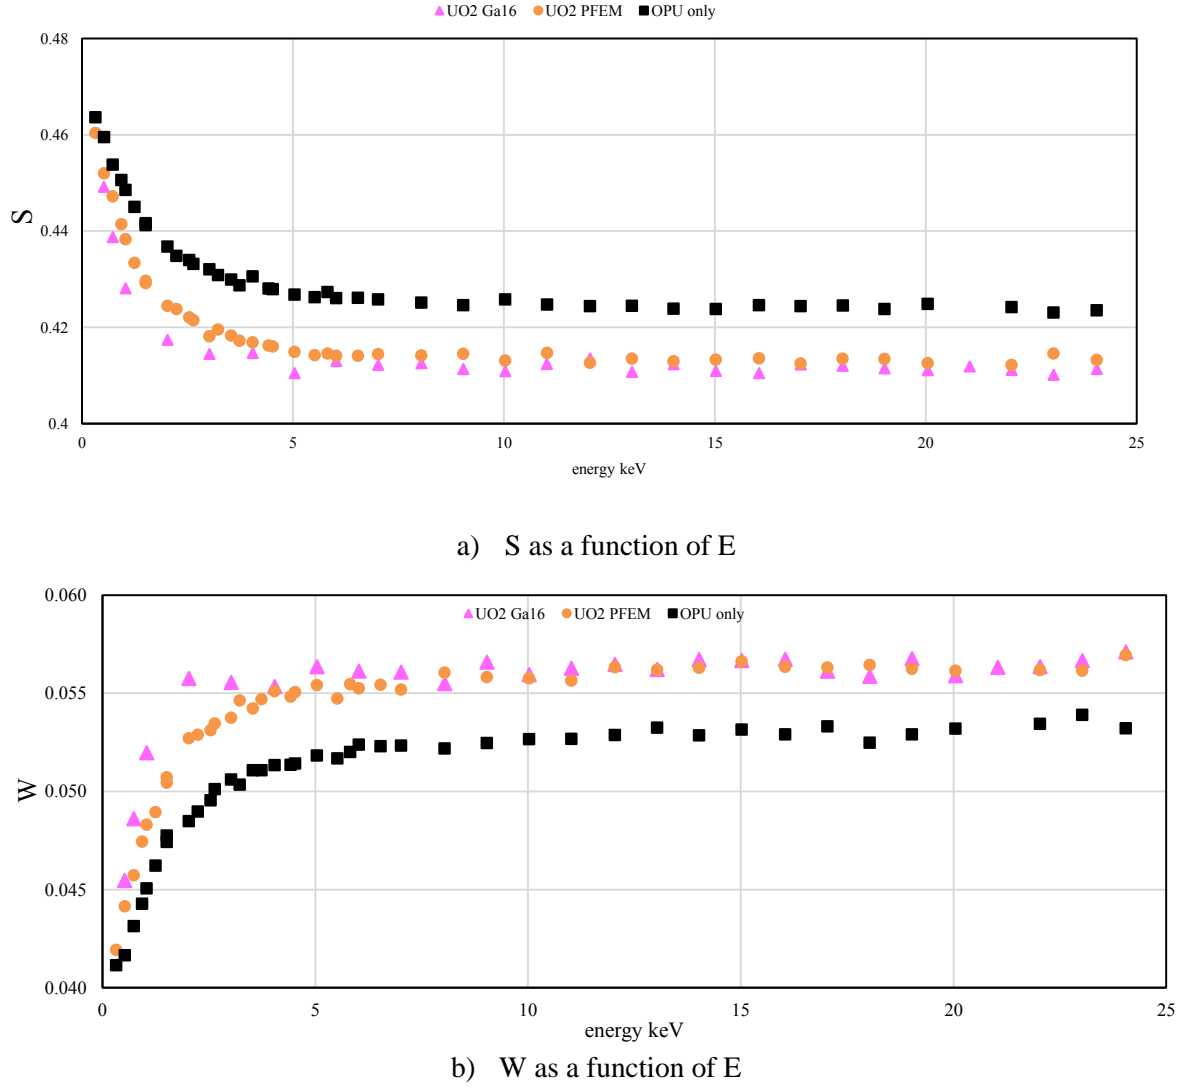 UO2 Ga16 UO2 PFEM OPU only
0.48
0.46
0.44
S
0.42
0.4
0 5 10 15 20 25
energy keV
a) S as a function of E
0.060
UO2 Ga16 UO2 PFEM OPU only
0.055
0.050
W
0.045
0.040
0 5 10 15 20 25
energy keV
b) W as a function of E